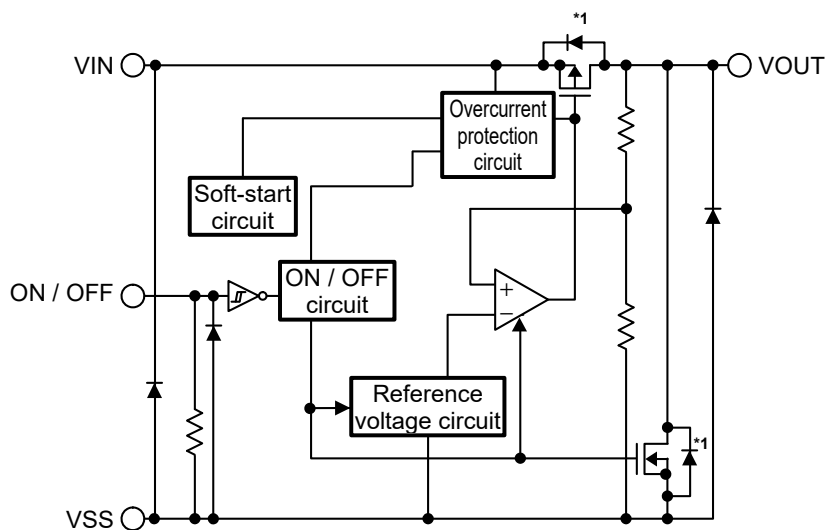 *1
VIN
VOUT
Overcurrent
protection
circuit
Soft-start
circuit
ON / OFF
ON / OFF
circuit
+
−
Reference
voltage circuit
*1
VSS